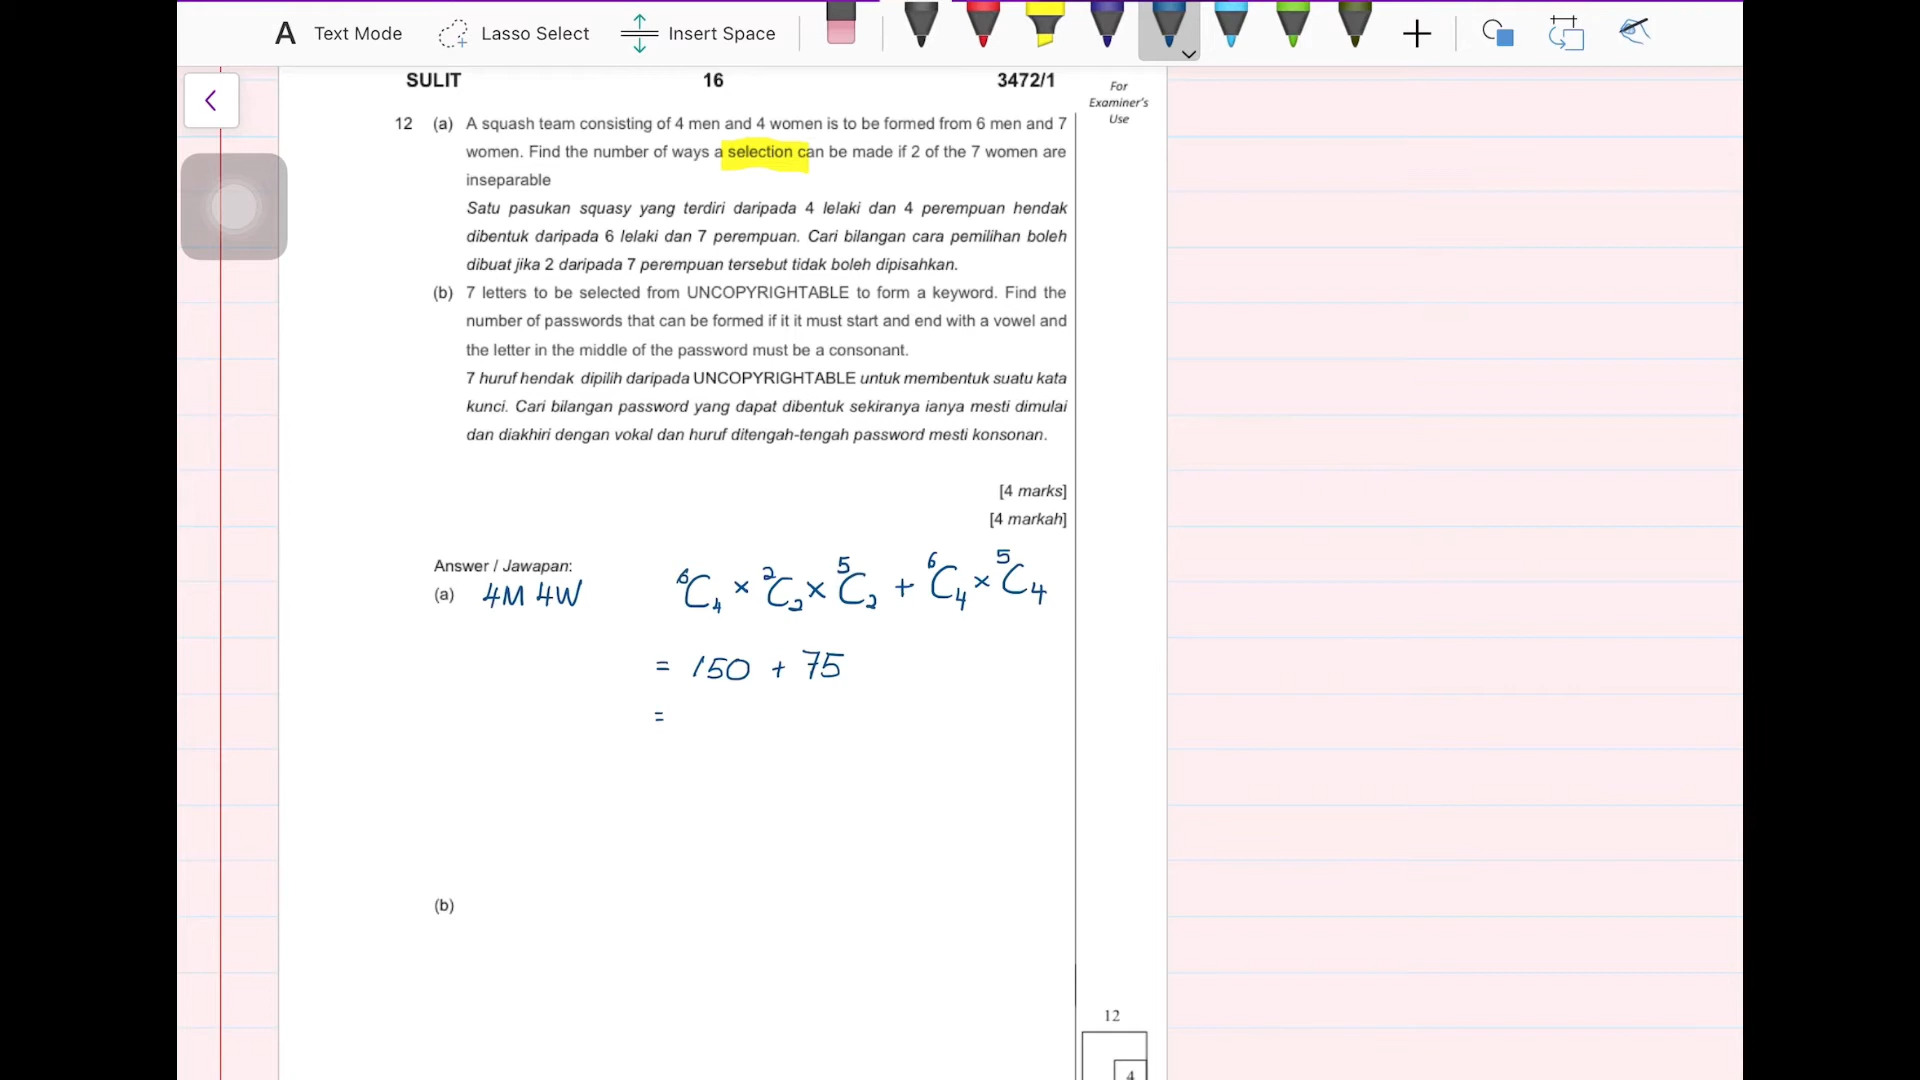 A Text Mode Lasso Select Insert Space
SULIT 16 3472/1
For
Examiner's
Use
12 (a) A squash team consisting of 4 men and 4 women is to be formed from 6 men and 7
women. Find the number of ways a selection can be made if 2 of the 7 women are
inseparable
Satu pasukan squasy yang terdiri daripada 4 lelaki dan 4 perempuan hendak
dibentuk daripada 6 lelaki dan 7 perempuan. Cari bilangan cara pemilihan boleh
dibuat jika 2 daripada 7 perempuan tersebut tidak boleh dipisahkan.
(b) 7 letters to be selected from UNCOPYRIGHTABLE to form a keyword. Find the
number of passwords that can be formed if it it must start and end with a vowel and
the letter in the middle of the password must be a consonant.
7 huruf hendak dipilih daripada UNCOPYRIGHTABLE untuk membentuk suatu kata
kunci. Cari bilangan password yang dapat dibentuk sekiranya ianya mesti dimulai
dan diakhiri dengan vokal dan huruf ditengah-tengah password mesti konsonan.
[4 marks]
[4 markah]
Answer / Jawapan:
(a) 4M 4W ⁶C₄ × ²C₂ × ⁵C₂ + ⁶C₄ × ⁵C₄
= 150 + 75
=
(b)
12
4